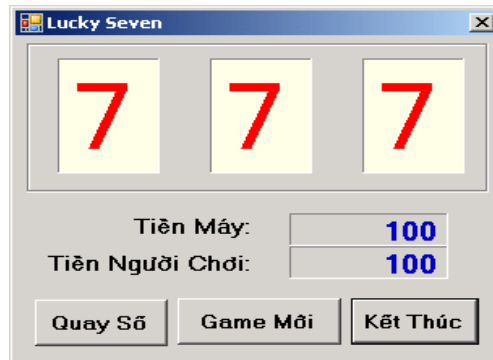 Lucky Seven
7 7 7
Tiền Máy: 100
Tiền Người Chơi: 100
Quay Số Game Mới Kết Thúc